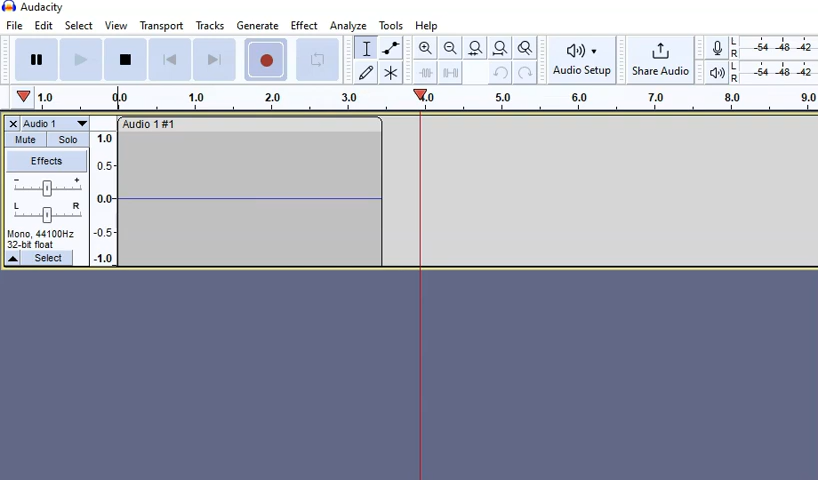 Audacity
File Edit Select View Transport Tracks Generate Effect Analyze Tools Help
L -54 -48 -42
R
Audio Setup Share Audio
L -54 -48 -42
R
1.0 0.0 1.0 2.0 3.0 4.0 5.0 6.0 7.0 8.0 9.0
Audio 1
Audio 1 #1
Mute Solo
Effects
- +
L R
Mono, 44100Hz
32-bit float
Select
1.0
0.5
0.0
-0.5
-1.0